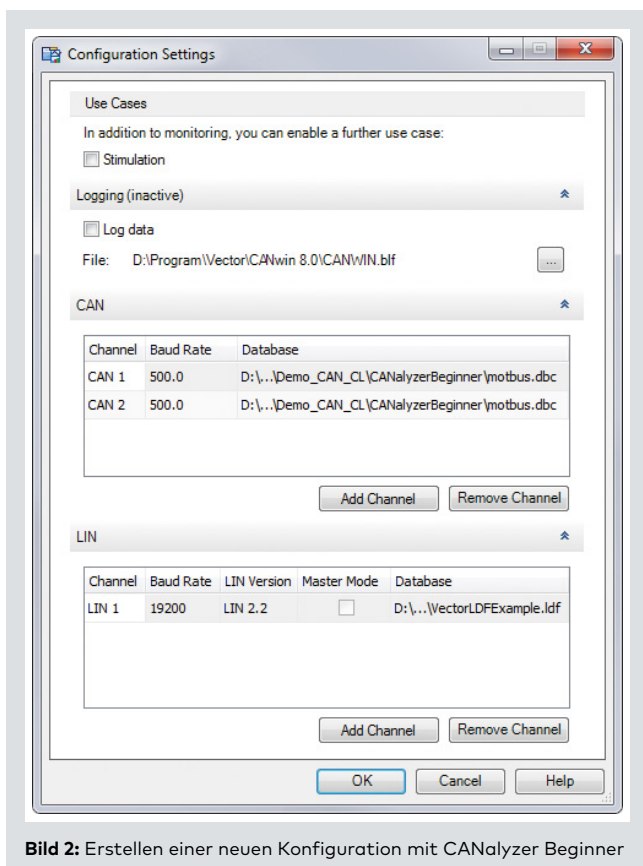 Configuration Settings
Use Cases
In addition to monitoring, you can enable a further use case:
Stimulation
Logging (inactive)
Log data
File: D:\Program\Vector\CANwin 8.0\CANWIN.blf
...
CAN
Channel Baud Rate Database
CAN 1 500.0 D:\...\Demo_CAN_CL\CANalyzerBeginner\motbus.dbc
CAN 2 500.0 D:\...\Demo_CAN_CL\CANalyzerBeginner\motbus.dbc
Add Channel Remove Channel
LIN
Channel Baud Rate LIN Version Master Mode Database
LIN 1 19200 LIN 2.2 D:\...\VectorLDFExample.ldf
Add Channel Remove Channel
OK Cancel Help
Bild 2: Erstellen einer neuen Konfiguration mit CANalyzer Beginner